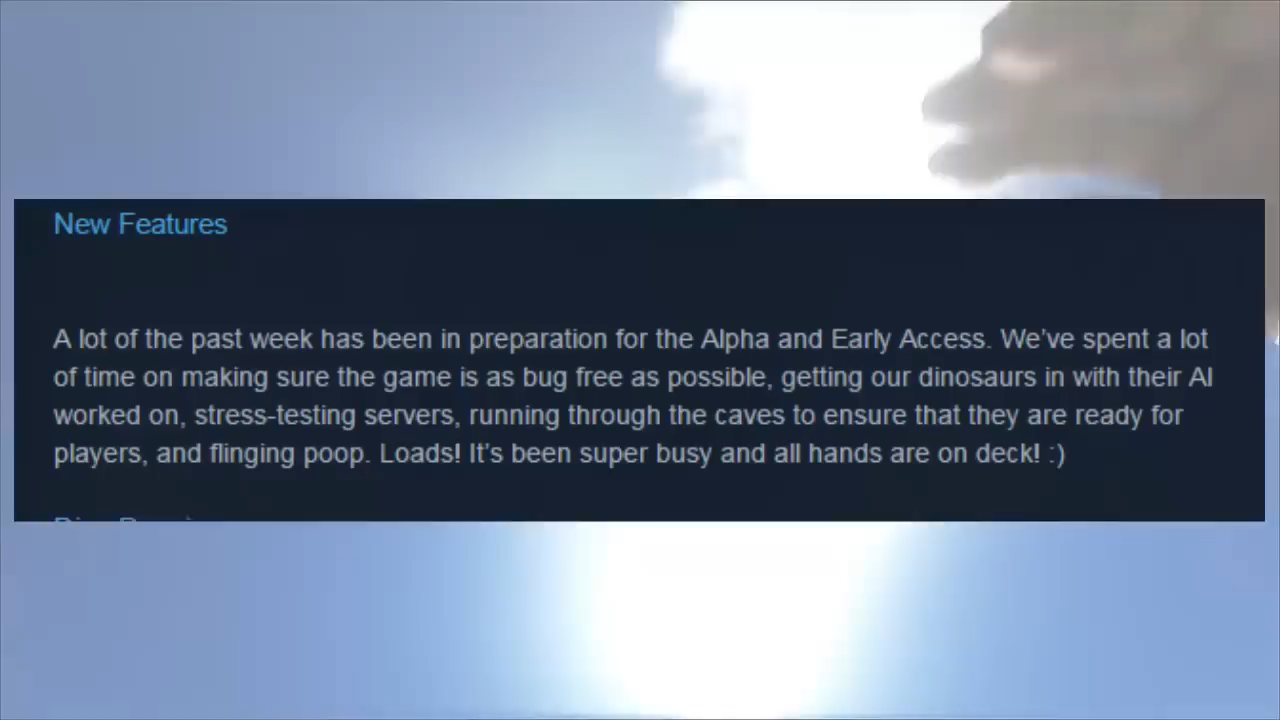 New Features
A lot of the past week has been in preparation for the Alpha and Early Access. We’ve spent a lot
of time on making sure the game is as bug free as possible, getting our dinosaurs in with their AI
worked on, stress-testing servers, running through the caves to ensure that they are ready for
players, and flinging poop. Loads! It’s been super busy and all hands are on deck! :)